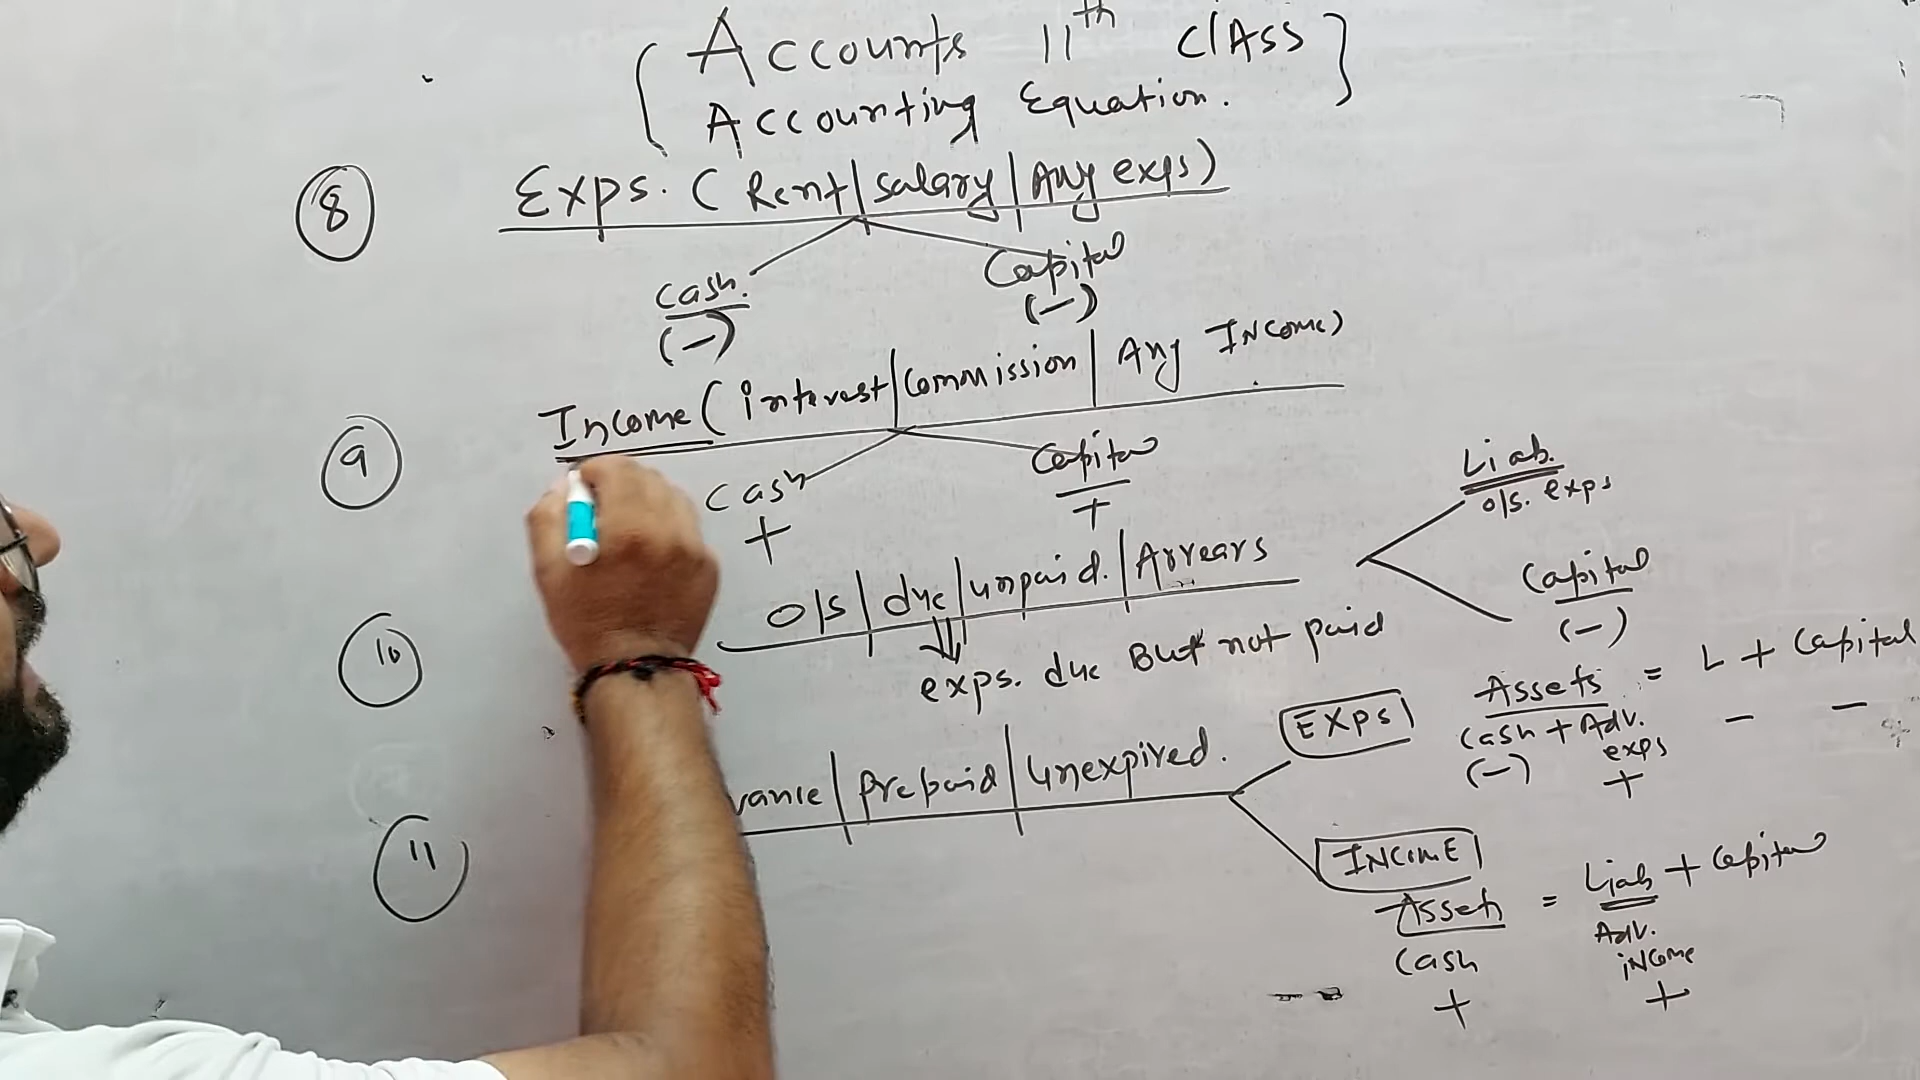 ( Accounts 11th ClAss )
Accounting Equation.
8 Exps. ( Rent | salary | Any exps )
Cash. Capital
(-) (-)
9 Income ( interest | Commission | Any INcome )
Cash Capital
+ +
10 O/S | due | unpaid. | Arrears
exps. due But not paid
Liab.
o/s. exps
Capital
(-)
11 vance | Prepaid | Unexpired.
EXPS
Assets = L + Capital
Cash + Adv. exps - -
(-) +
INComE
Assets = Liab + Capital
Cash Adv. iNCome
+ +